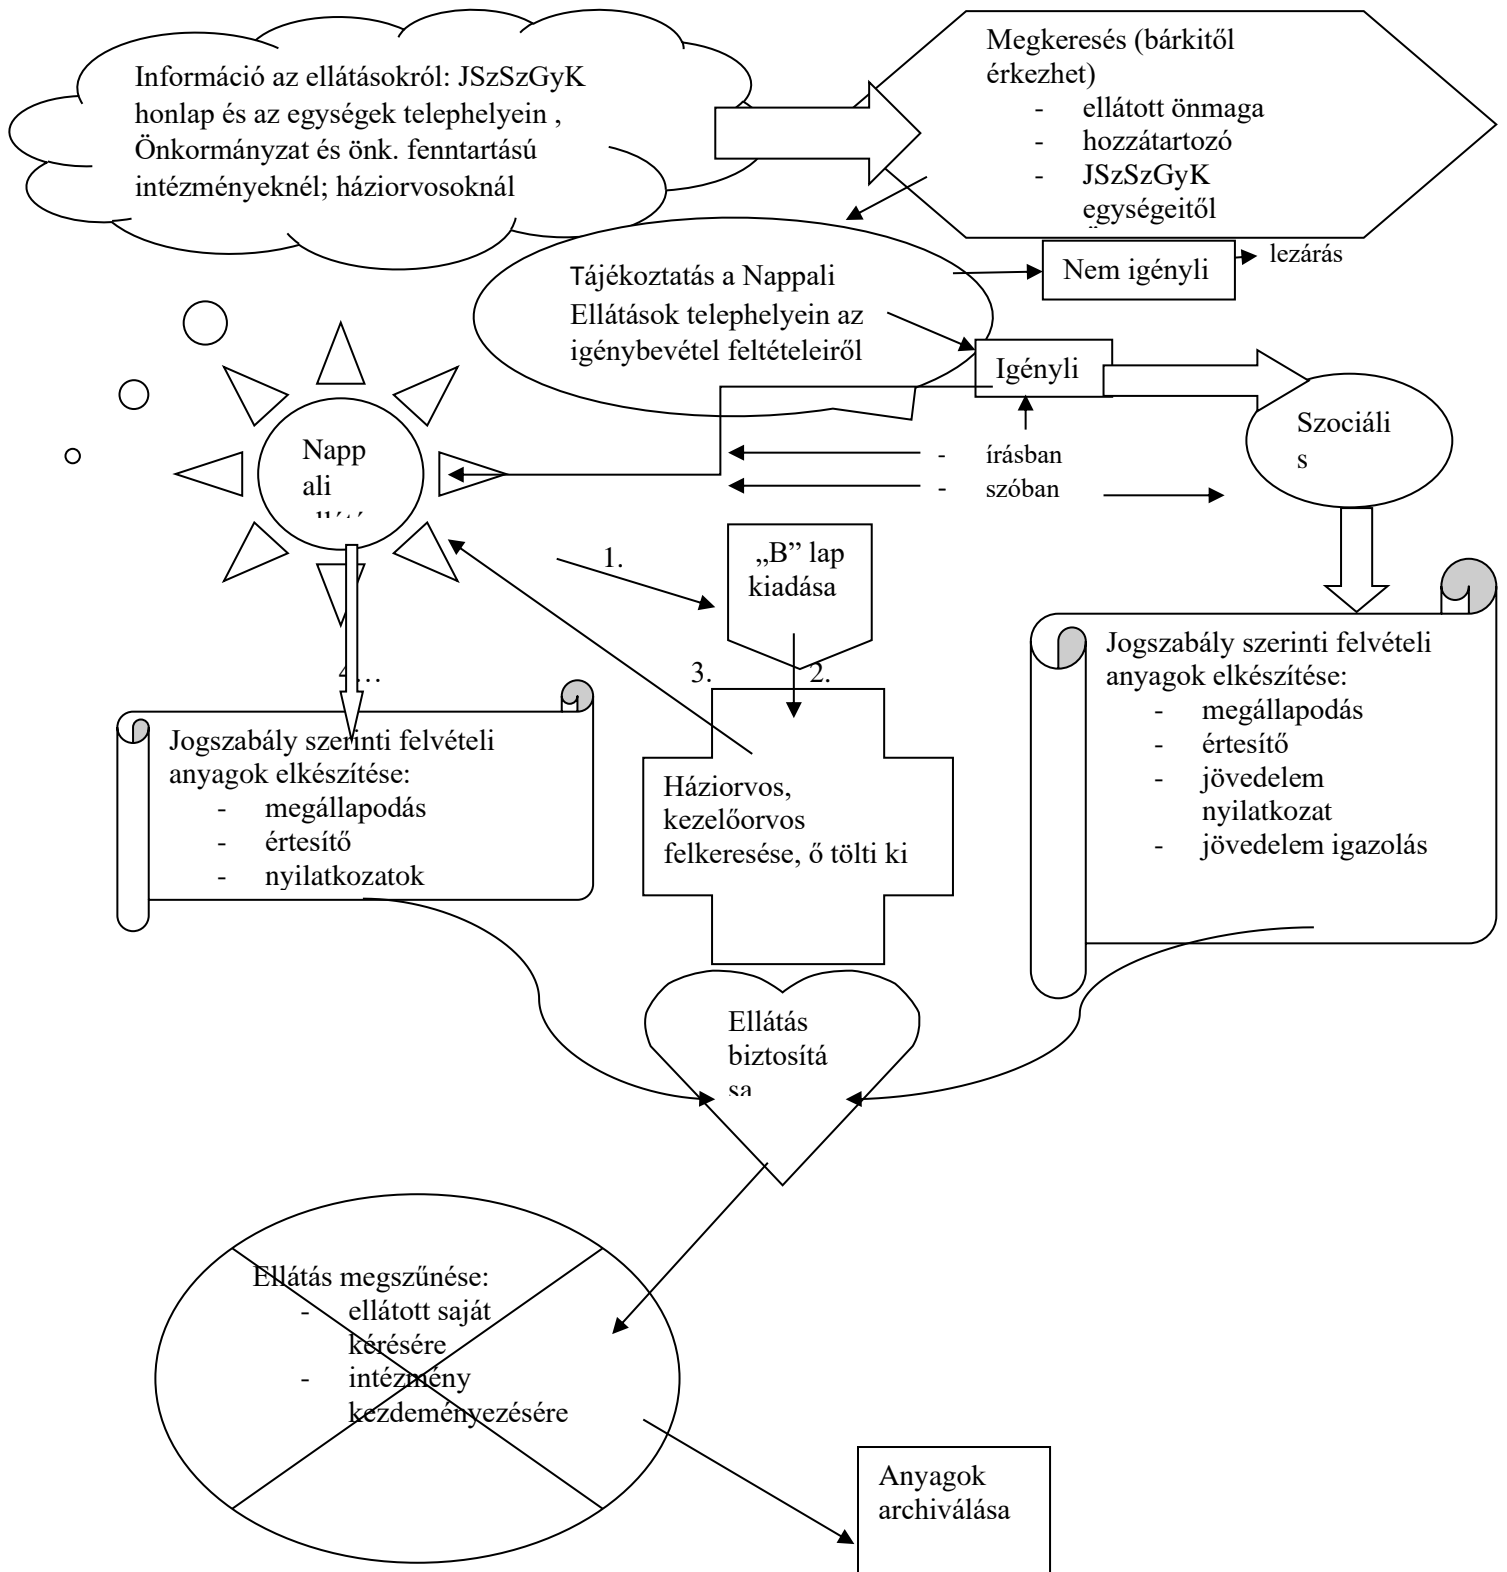 Információ az ellátásokról: JSzSzGyK
honlap és az egységek telephelyein ,
Önkormányzat és önk. fenntartású
intézményeknél; háziorvosoknál
Megkeresés (bárkitől
érkezhet)
- ellátott önmaga
- hozzátartozó
- JSzSzGyK
egységeitől
Nem igényli
lezárás
Tájékoztatás a Nappali
Ellátások telephelyein az
igénybevétel feltételeiről
Igényli
- írásban
- szóban
Szociáli
s
Napp
ali
1.
„B” lap
kiadása
2.
3.
4…
Jogszabály szerinti felvételi
anyagok elkészítése:
- megállapodás
- értesítő
- nyilatkozatok
Háziorvos,
kezelőorvos
felkeresése, ő tölti ki
Jogszabály szerinti felvételi
anyagok elkészítése:
- megállapodás
- értesítő
- jövedelem
nyilatkozat
- jövedelem igazolás
Ellátás
biztosítá
sa
Ellátás megszűnése:
- ellátott saját
kérésére
- intézmény
kezdeményezésére
Anyagok
archiválása